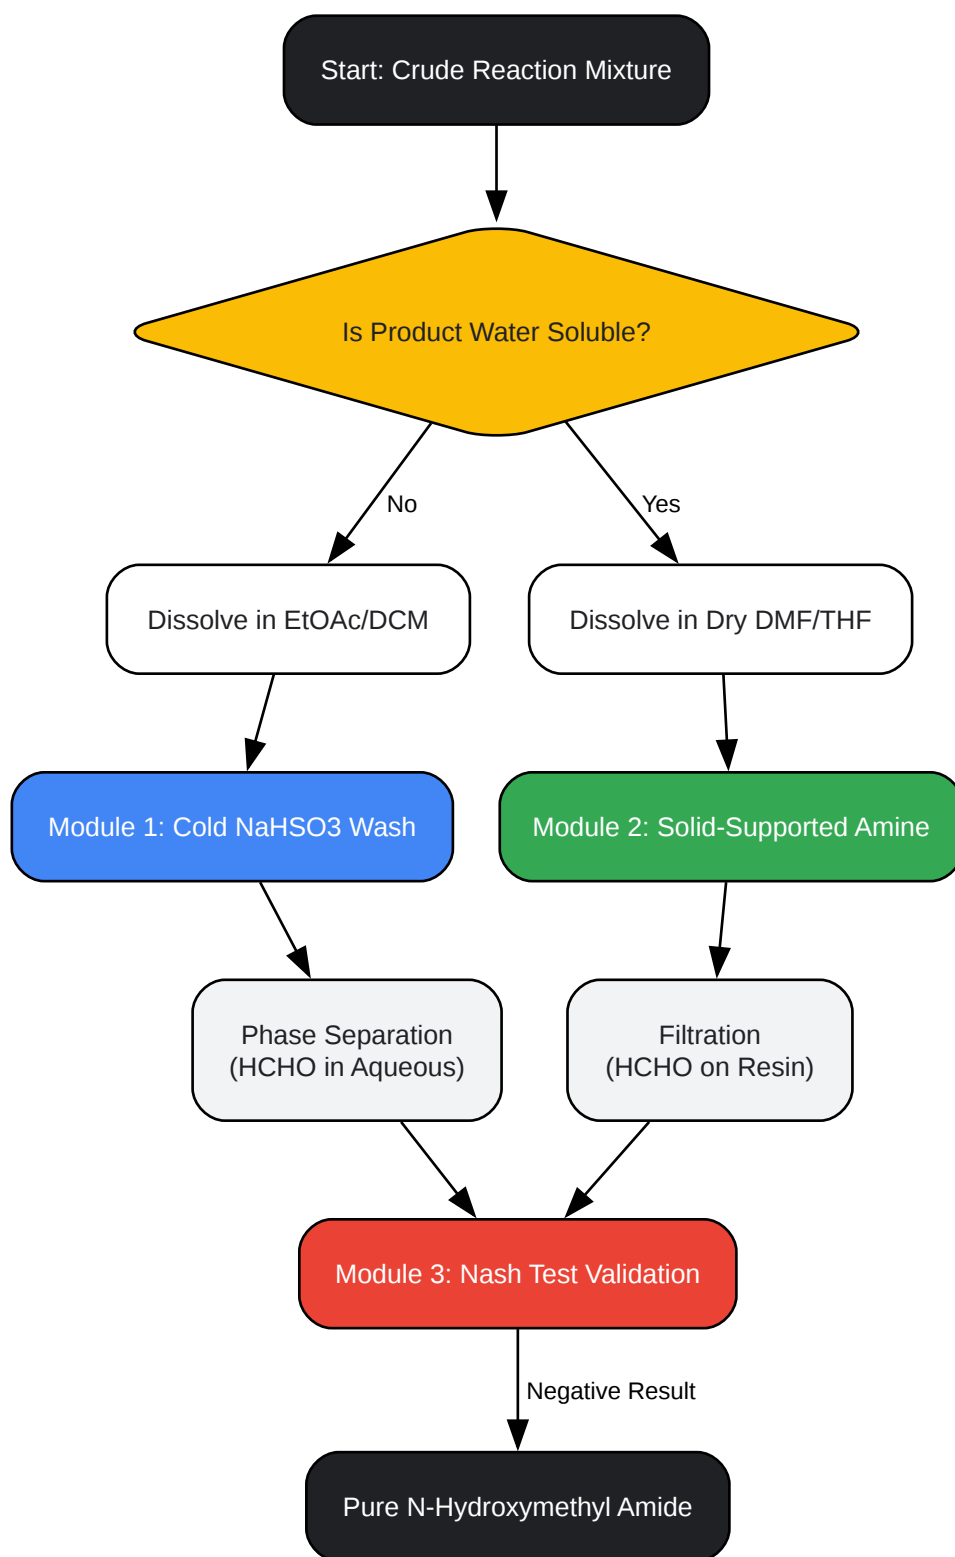 Start: Crude Reaction Mixture
Is Product Water Soluble?
No
Yes
Dissolve in EtOAc/DCM
Dissolve in Dry DMF/THF
Module 1: Cold NaHSO3 Wash
Module 2: Solid-Supported Amine
Phase Separation
(HCHO in Aqueous)
Filtration
(HCHO on Resin)
Module 3: Nash Test Validation
Negative Result
Pure N-Hydroxymethyl Amide